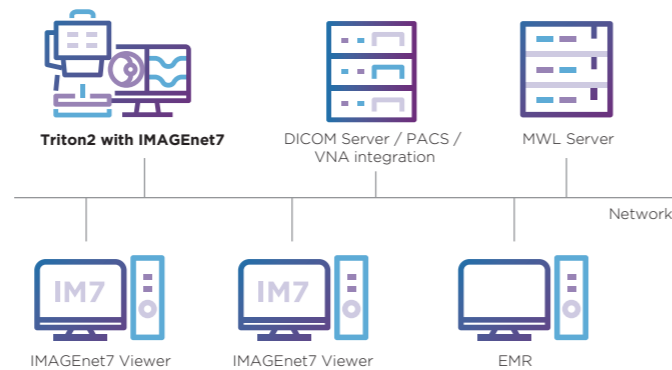 Triton2 with IMAGEnet7
DICOM Server / PACS /
VNA integration
MWL Server
Network
IM7
IM7
IMAGEnet7 Viewer
IMAGEnet7 Viewer
EMR